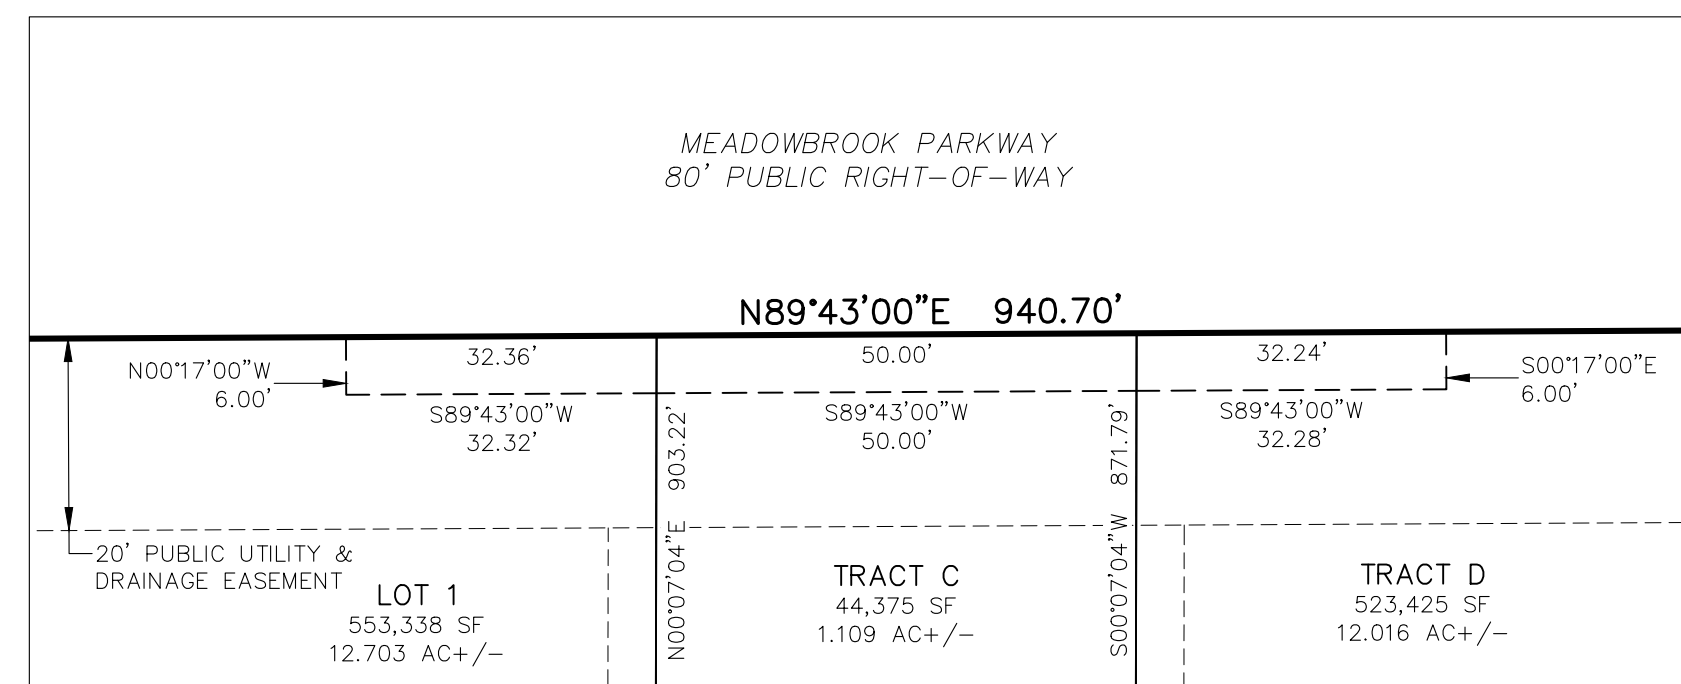 MEADOWBROOK PARKWAY
80' PUBLIC RIGHT-OF-WAY
N89°43'00"E 940.70'
N00°17'00"W
6.00'
32.36'
S89°43'00"W
32.32'
50.00'
S89°43'00"W
50.00'
32.24'
S89°43'00"W
32.28'
S00°17'00"E
6.00'
N00°07'04"E 903.22'
S00°07'04"W 871.79'
20' PUBLIC UTILITY &
DRAINAGE EASEMENT
LOT 1
553,338 SF
12.703 AC+/-
TRACT C
44,375 SF
1.109 AC+/-
TRACT D
523,425 SF
12.016 AC+/-